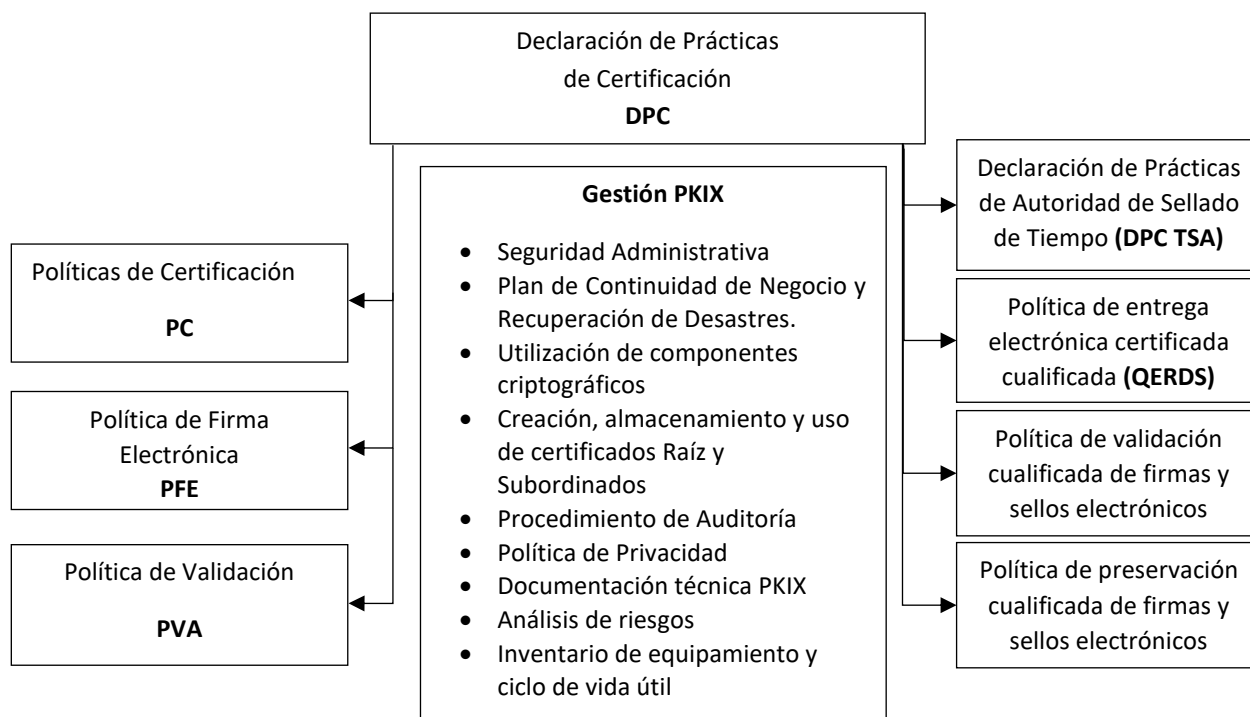 Declaración de Prácticas
de Certificación
DPC
Políticas de Certificación
PC
Política de Firma
Electrónica
PFE
Política de Validación
PVA
Gestión PKIX
• Seguridad Administrativa
• Plan de Continuidad de Negocio y
Recuperación de Desastres.
• Utilización de componentes
criptográficos
• Creación, almacenamiento y uso
de certificados Raíz y
Subordinados
• Procedimiento de Auditoría
• Política de Privacidad
• Documentación técnica PKIX
• Análisis de riesgos
• Inventario de equipamiento y
ciclo de vida útil
Declaración de Prácticas
de Autoridad de Sellado
de Tiempo (DPC TSA)
Política de entrega
electrónica certificada
cualificada (QERDS)
Política de validación
cualificada de firmas y
sellos electrónicos
Política de preservación
cualificada de firmas y
sellos electrónicos